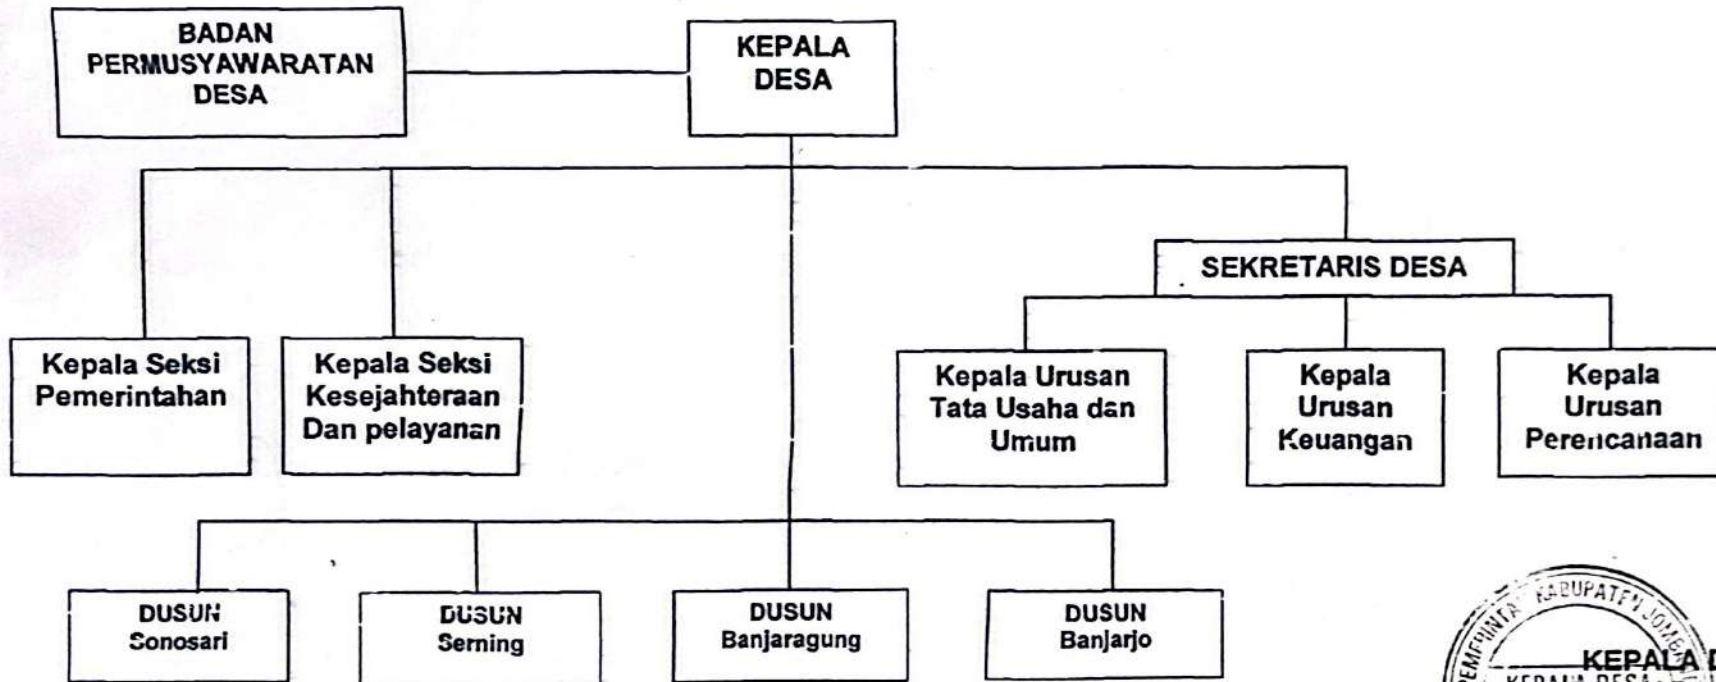 BADAN
PERMUSYAWARATAN
DESA
KEPALA
DESA
SEKRETARIS DESA
Kepala Seksi
Pemerintahan
Kepala Seksi
Kesejahteraan
Dan pelayanan
Kepala Urusan
Tata Usaha dan
Umum
Kepala
Urusan
Keuangan
Kepala
Urusan
Perencanaan
DUSUN
Sonosari
DUSUN
Serning
DUSUN
Banjaragung
DUSUN
Banjarjo
KABUPATEN
KEPALA D
KEPALA DESA